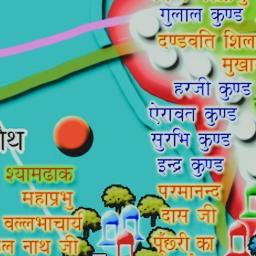 गुलाल कुण्ड
दण्डवति शिल
मुखा
हरजी कुण्ड
ऐरावत कुण्ड
सुरभि कुण्ड
इन्द्र कुण्ड
श्यामढाक
महाप्रभु
वल्लभाचार्य
नाथ जी
परमानन्द
दास जी
पूँछरी का